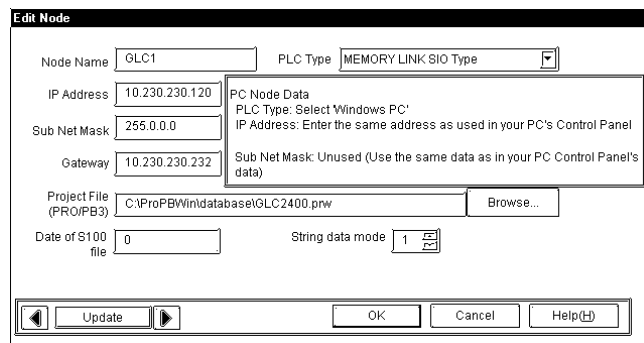 Edit Node
Node Name GLC1 PLC Type MEMORY LINK SIO Type
IP Address 10.230.230.120
Sub Net Mask 255.0.0.0
Gateway 10.230.230.232
PC Node Data
PLC Type: Select 'Windows PC'
IP Address: Enter the same address as used in your PC's Control Panel
Sub Net Mask: Unused (Use the same data as in your PC Control Panel's
data)
Project File
(PRO/PB3) C:\ProPBWin\database\GLC2400.prw Browse...
Date of S100
file 0 String data mode 1
Update OK Cancel Help(H)